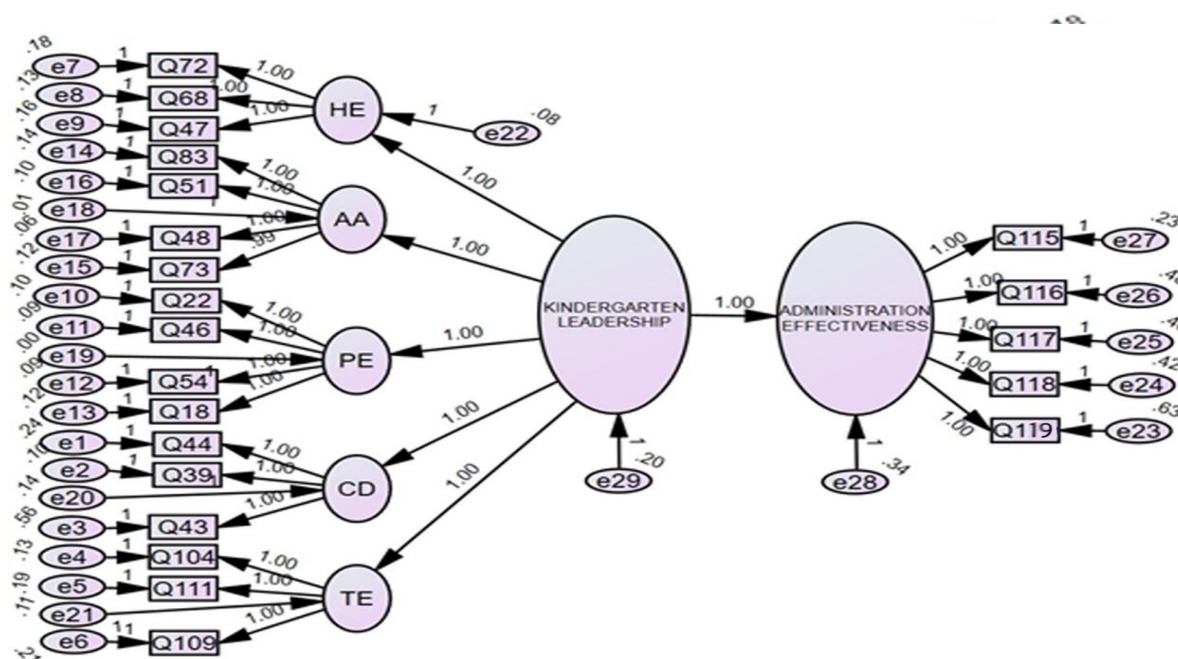 .18
e7 1 Q72 1.00
.13
e8 1 Q68 1.00 HE
.16
e9 1 Q47 1.00 1 e22 .08
.14
e14 1 Q83 1.00
.10
e16 1 Q51 1.00 1.00
.01
e18 1 AA
.06
e17 1 Q48 1.00 1.00
.12
e15 1 Q73 .99
.10
e10 1 Q22 1.00
.09
e11 1 Q46 1.00 1.00
.00
e19 PE
.09
e12 1 Q54 1 1.00
.12
e13 1 Q18 1.00
.24
e1 1 Q44 1.00 1.00
.10
e2 1 Q39 1 1.00
.14
e20 CD
e3 1 Q43 1.00 1.00
.56
e4 1 Q104 1.00
.13
e5 1 Q111 1.00
.19
e21 TE
.11
e6 1 1 Q109 1.00
KINDERGARTEN
LEADERSHIP
1 .20
e29
1.00
ADMINISTRATION
EFFECTIVENESS
1 .34
e28
1.00 Q115 1 e27 .23
1.00 Q116 1 e26
1.00 Q117 1 e25
1.00 Q118 1 e24 .42
1.00 Q119 1 e23 .63